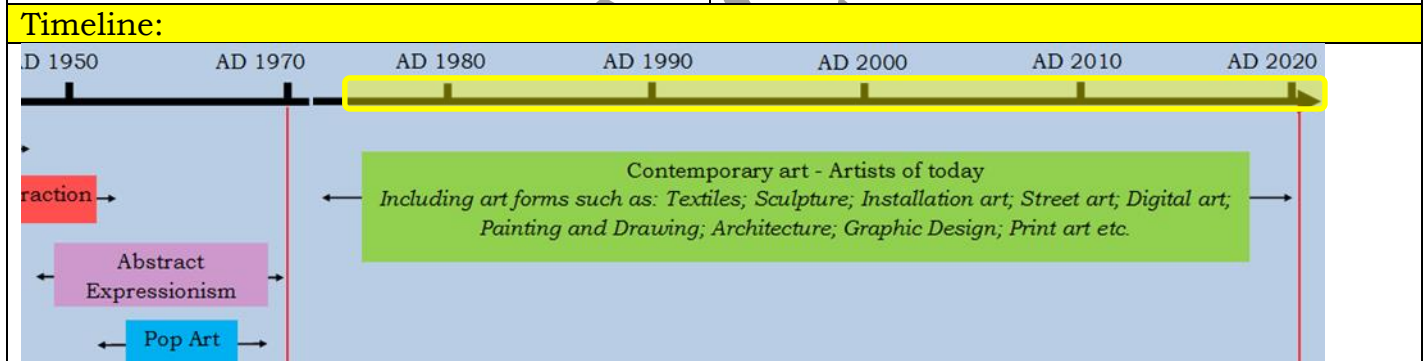 Timeline:
D 1950 AD 1970 AD 1980 AD 1990 AD 2000 AD 2010 AD 2020
Contemporary art - Artists of today
Including art forms such as: Textiles; Sculpture; Installation art; Street art; Digital art;
Painting and Drawing; Architecture; Graphic Design; Print art etc.
raction
Abstract
Expressionism
Pop Art